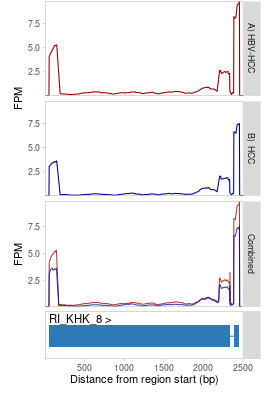 7.5
5.0
2.5
FPM
A) HBV-HCC
7.5
5.0
2.5
B) HCC
7.5
5.0
2.5
FPM
Combined
RI_KHK_8 >
500 1000 1500 2000 2500
Distance from region start (bp)